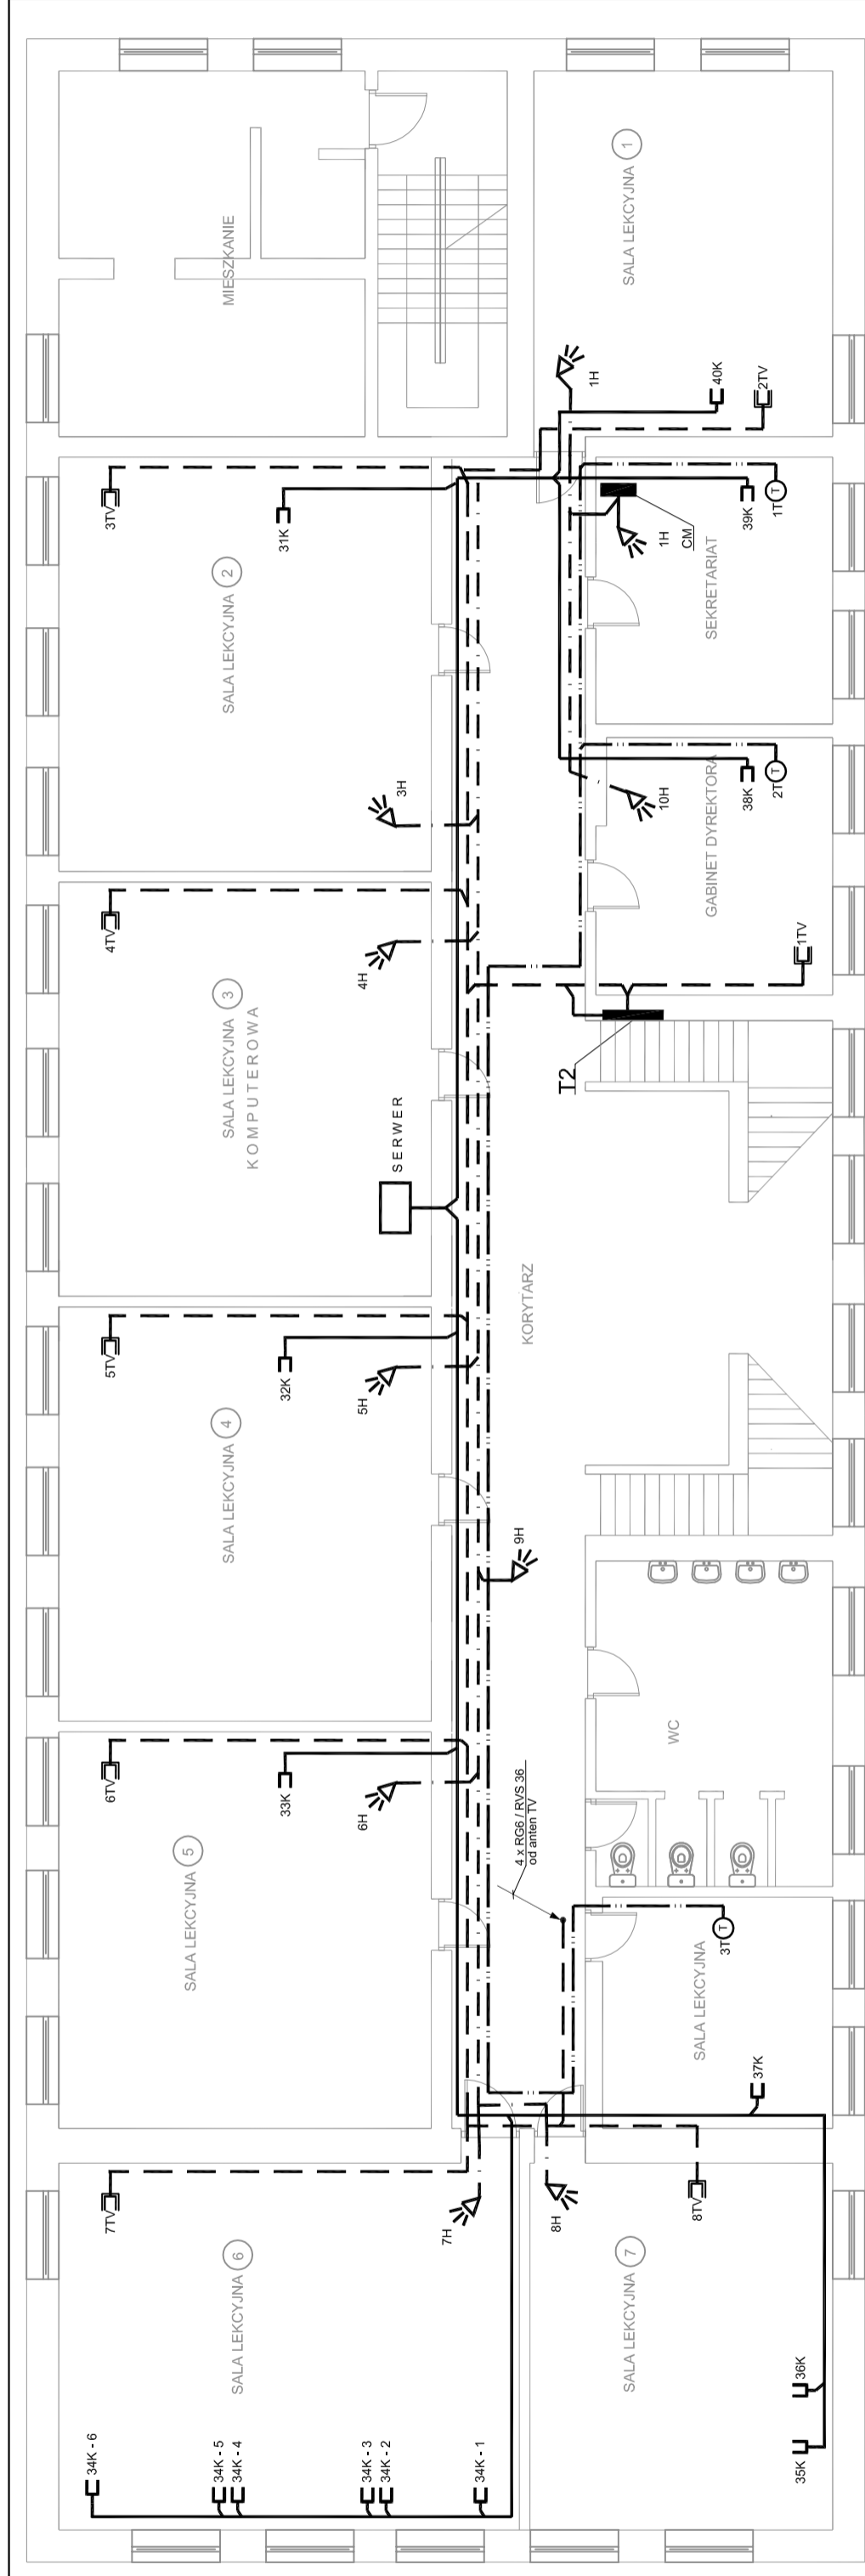 MIESZKANIE
SALA LEKCYJNA 1
1H
40K
2TV
3TV
31K
SALA LEKCYJNA 2
3H
1H
CM
39K
1T
T
SEKRETARIAT
10H
38K
2T
T
GABINET DYREKTORA
1TV
T2
4TV
4H
SALA LEKCYJNA 3
KOMPUTEROWA
SERWER
KORYTARZ
5TV
32K
5H
SALA LEKCYJNA 4
9H
WC
6TV
33K
6H
SALA LEKCYJNA 5
4 x RG6 / RVS 36
od anten TV
3T
T
SALA LEKCYJNA
37K
7TV
7H
8H
8TV
SALA LEKCYJNA 6
SALA LEKCYJNA 7
36K
35K
34K - 6
34K - 5
34K - 4
34K - 3
34K - 2
34K - 1